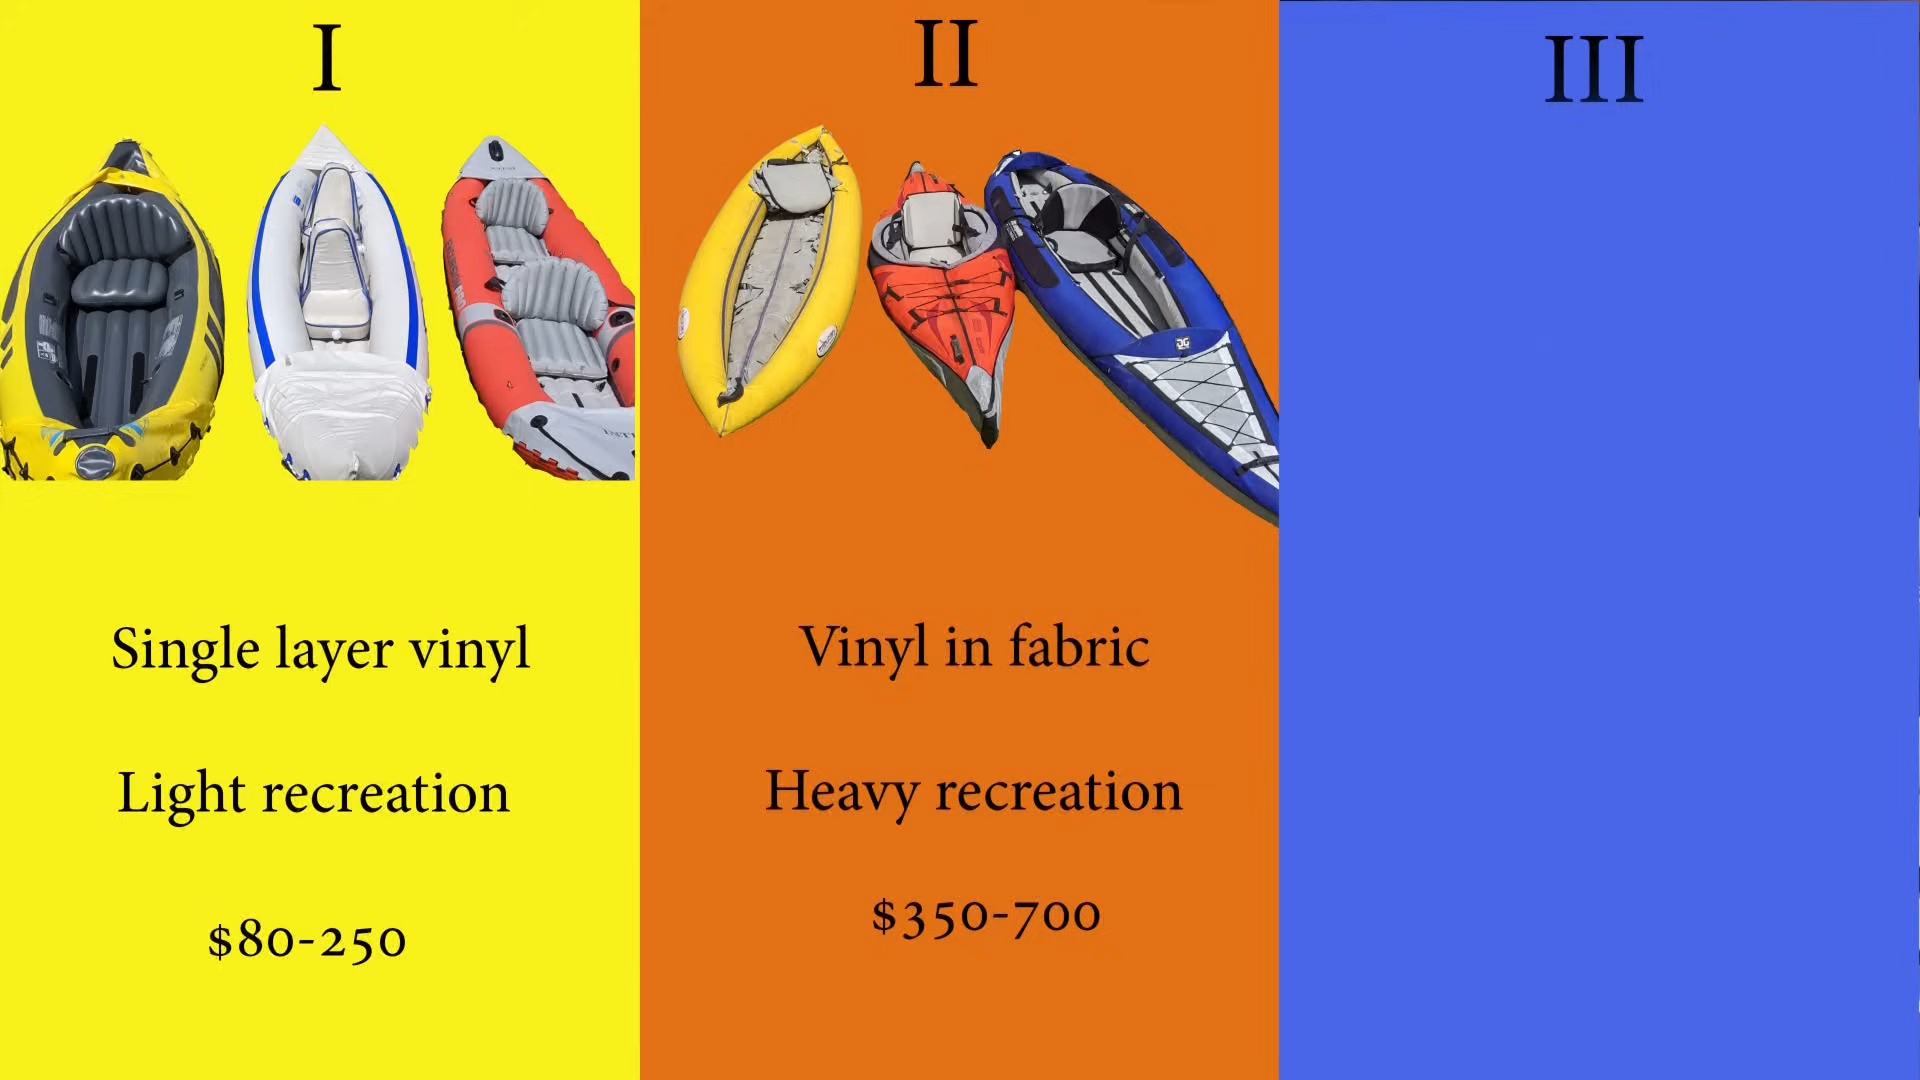 I
II
III
Single layer vinyl
Vinyl in fabric
Light recreation
Heavy recreation
$80-250
$350-700